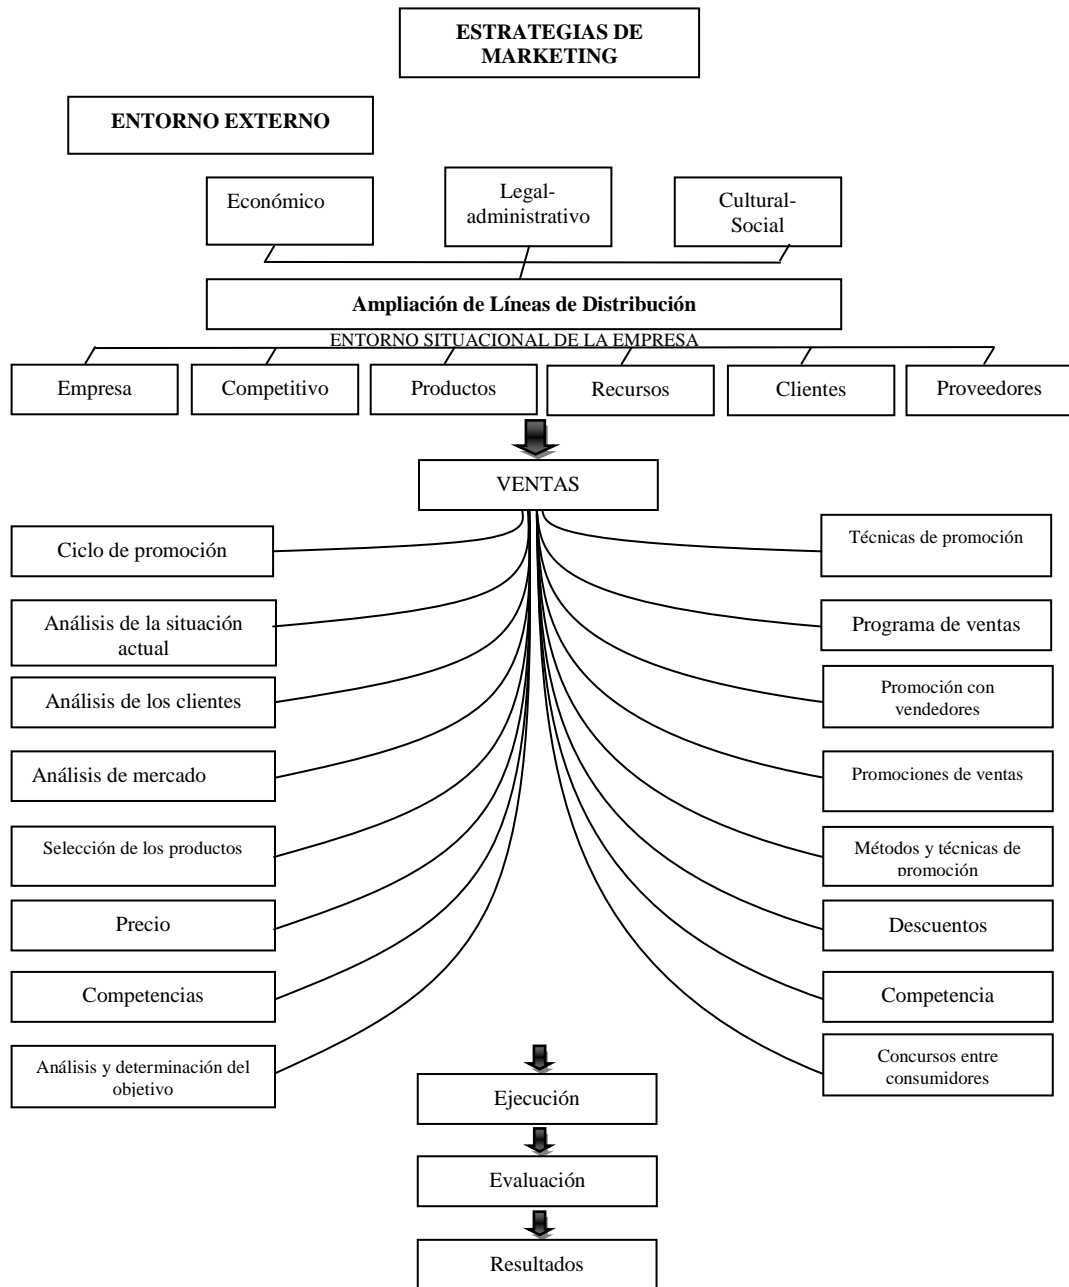 ESTRATEGIAS DE
MARKETING
ENTORNO EXTERNO
Económico
Legal-
administrativo
Cultural-
Social
Ampliación de Líneas de Distribución
ENTORNO SITUACIONAL DE LA EMPRESA
Empresa
Competitivo
Productos
Recursos
Clientes
Proveedores
VENTAS
Ciclo de promoción
Análisis de la situación
actual
Análisis de los clientes
Análisis de mercado
Selección de los productos
Precio
Competencias
Análisis y determinación del
objetivo
Técnicas de promoción
Programa de ventas
Promoción con
vendedores
Promociones de ventas
Métodos y técnicas de
promoción
Descuentos
Competencia
Concursos entre
consumidores
Ejecución
Evaluación
Resultados